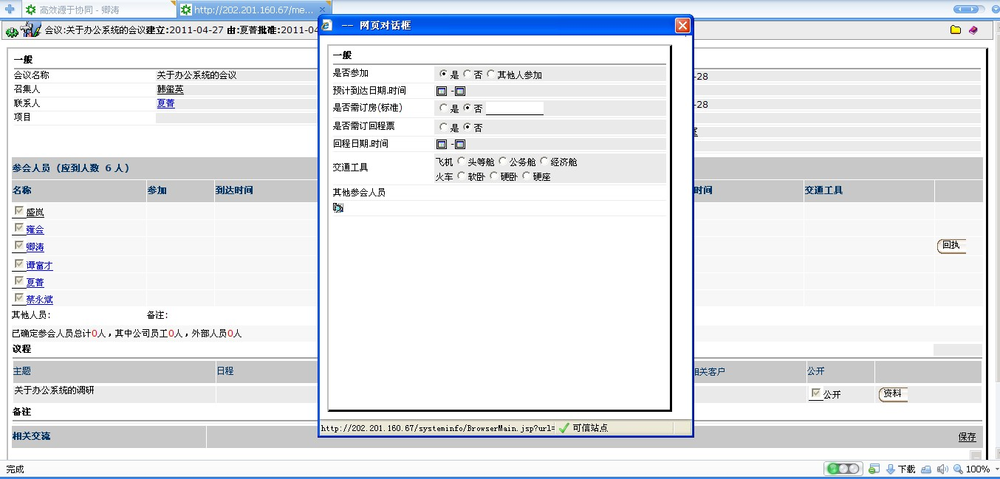 高效源于协同 - 卿涛
http://202.201.160.67/me...
会议:关于办公系统的会议建立:2011-04-27 由:夏菁批准:2011-04
一般
会议名称 关于办公系统的会议 -28
召集人 韩玺英
联系人 夏菁 -28
项目
参会人员（应到人数 6 人）
名称 参加 到达时间 时间 交通工具
盛岚
雍会
卿涛 回执
谭富才
夏菁
蔡永斌
其他人员: 备注:
已确定参会人员总计0人，其中公司员工0人，外部人员0人
议程
主题 日程 相关客户 公开
关于办公系统的调研 公开 资料
备注
相关交流 保存
-- 网页对话框
一般
是否参加 是 否 其他人参加
预计到达日期.时间 -
是否需订房(标准) 是 否
是否需订回程票 是 否
回程日期.时间 -
交通工具 飞机 头等舱 公务舱 经济舱
火车 软卧 硬卧 硬座
其他参会人员
http://202.201.160.67/systeminfo/BrowserMain.jsp?url= 可信站点
完成 下载 100%